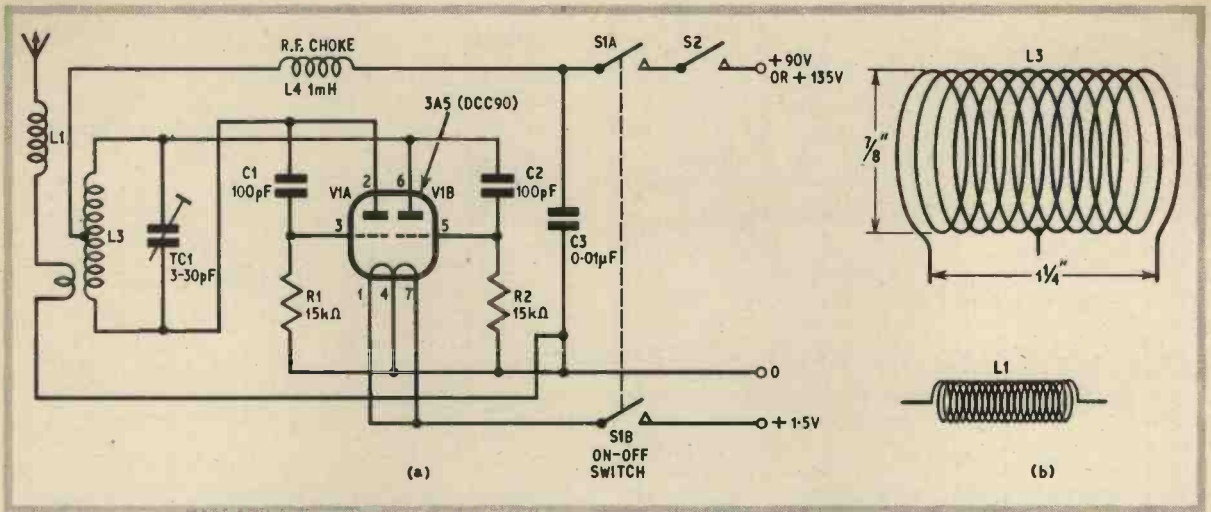 R.F. CHOKE
L4 1mH
S1A
S2
+90V
OR +135V
3A5 (DCC90)
L1
L3
TC1
3-30pF
C1
100pF
2
6
V1A
V1B
C2
100pF
3
5
C3
0·01μF
1
4
7
R1
15kΩ
R2
15kΩ
0
+1·5V
S1B
ON-OFF
SWITCH
(a)
L3
7/8"
1¼"
L1
(b)